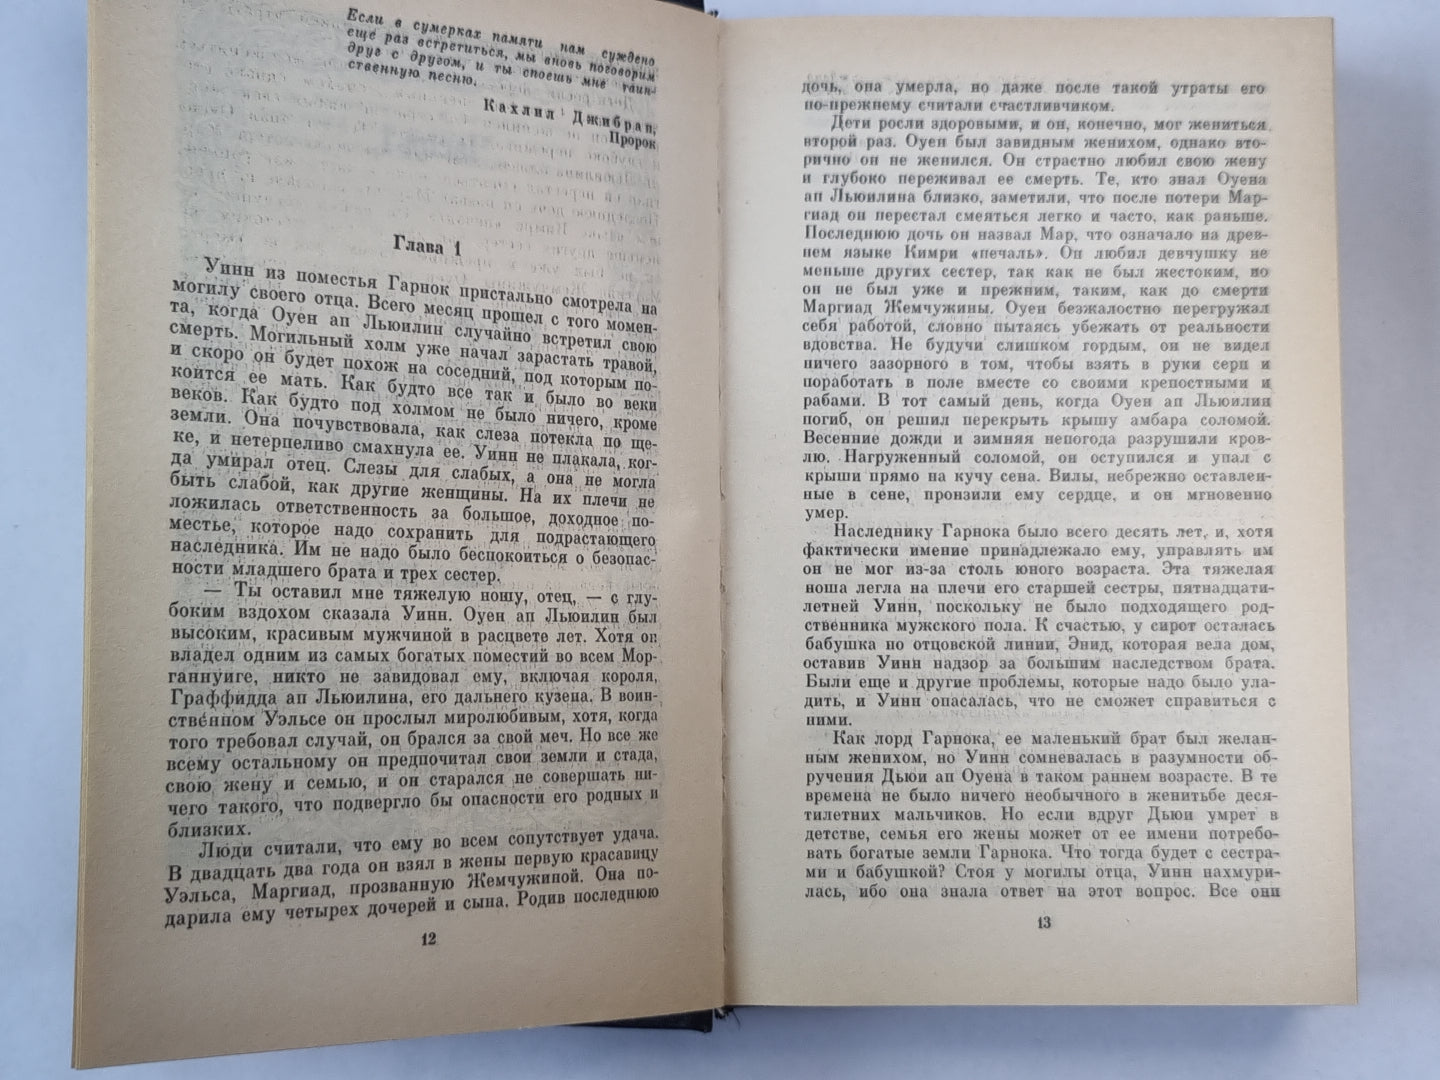 Если в сумерках памяти нам суждено
еще раз встретиться, мы вновь поговорим
друг с другом, и ты споешь мне таин-
ственную песню.
Кахлил Джибран,
Пророк
Глава 1
Уинн из поместья Гарнок пристально смотрела на
могилу своего отца. Всего месяц прошел с того момен-
та, когда Оуен ап Льюилин случайно встретил свою
смерть. Могильный холм уже начал зарастать травой,
и скоро он будет похож на соседний, под которым по-
коится ее мать. Как будто все так и было во веки
веков. Как будто под холмом не было ничего, кроме
земли. Она почувствовала, как слеза потекла по ще-
ке, и нетерпеливо смахнула ее. Уинн не плакала, ког-
да умирал отец. Слезы для слабых, а она не могла
быть слабой, как другие женщины. На их плечи не
ложилась ответственность за большое, доходное по-
местье, которое надо сохранить для подрастающего
наследника. Им не надо было беспокоиться о безопас-
ности младшего брата и трех сестер.
— Ты оставил мне тяжелую ношу, отец, — с глу-
боким вздохом сказала Уинн. Оуен ап Льюилин был
высоким, красивым мужчиной в расцвете лет. Хотя он
владел одним из самых богатых поместий во всем Мор-
ганнуиге, никто не завидовал ему, включая короля,
Граффидда ап Льюилина, его дальнего кузена. В воин-
ственном Уэльсе он прослыл миролюбивым, хотя, когда
того требовал случай, он брался за свой меч. Но все же
всему остальному он предпочитал свои земли и стада,
свою жену и семью, и он старался не совершать ни-
чего такого, что подвергло бы опасности его родных и
близких.
Люди считали, что ему во всем сопутствует удача.
В двадцать два года он взял в жены первую красавицу
Уэльса, Маргиад, прозванную Жемчужиной. Она по-
дарила ему четырех дочерей и сына. Родив последнюю
12
дочь, она умерла, но даже после такой утраты его
по-прежнему считали счастливчиком.
Дети росли здоровыми, и он, конечно, мог жениться
второй раз. Оуен был завидным женихом, однако вто-
рично он не женился. Он страстно любил свою жену
и глубоко переживал ее смерть. Те, кто знал Оуена
ап Льюилина близко, заметили, что после потери Мар-
гиад он перестал смеяться легко и часто, как раньше.
Последнюю дочь он назвал Мар, что означало на древ-
нем языке Кимри «печаль». Он любил девчушку не
меньше других сестер, так как не был жестоким, но
он не был уже и прежним, таким, как до смерти
Маргиад Жемчужины. Оуен безжалостно перегружал
себя работой, словно пытаясь убежать от реальности
вдовства. Не будучи слишком гордым, он не видел
ничего зазорного в том, чтобы взять в руки серп и
поработать в поле вместе со своими крепостными и
рабами. В тот самый день, когда Оуен ап Льюилин
погиб, он решил перекрыть крышу амбара соломой.
Весенние дожди и зимняя непогода разрушили кров-
лю. Нагруженный соломой, он оступился и упал с
крыши прямо на кучу сена. Вилы, небрежно оставлен-
ные в сене, пронзили ему сердце, и он мгновенно
умер.
Наследнику Гарнока было всего десять лет, и, хотя
фактически имение принадлежало ему, управлять им
он не мог из-за столь юного возраста. Эта тяжелая
ноша легла на плечи его старшей сестры, пятнадцати-
летней Уинн, поскольку не было подходящего род-
ственника мужского пола. К счастью, у сирот осталась
бабушка по отцовской линии, Энид, которая вела дом,
оставив Уинн надзор за большим наследством брата.
Были еще и другие проблемы, которые надо было ула-
дить, и Уинн опасалась, что не сможет справиться с
ними.
Как лорд Гарнока, ее маленький брат был желан-
ным женихом, но Уинн сомневалась в разумности об-
ручения Дьюи ап Оуена в таком раннем возрасте. В те
времена не было ничего необычного в женитьбе деся-
тилетних мальчиков. Но если вдруг Дьюи умрет в
детстве, семья его жены может от ее имени потребо-
вать богатые земли Гарнока. Что тогда будет с сестра-
ми и бабушкой? Стоя у могилы отца, Уинн нахмури-
лась, ибо она знала ответ на этот вопрос. Все они
13